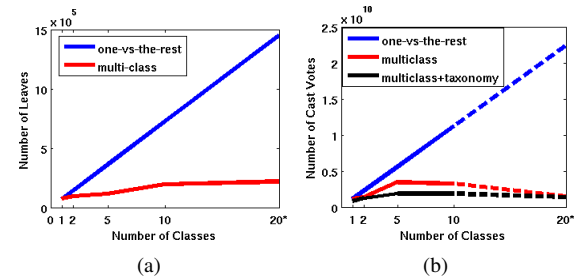 x 10^5
15
10
5
0
Number of Leaves
one-vs-the-rest
multi-class
0 1 2 5 10 20*
Number of Classes
(a)
x 10^10
2.5
2
1.5
1
0.5
0
Number of Cast Votes
one-vs-the-rest
multiclass
multiclass+taxonomy
1 2 5 10 20*
Number of Classes
(b)